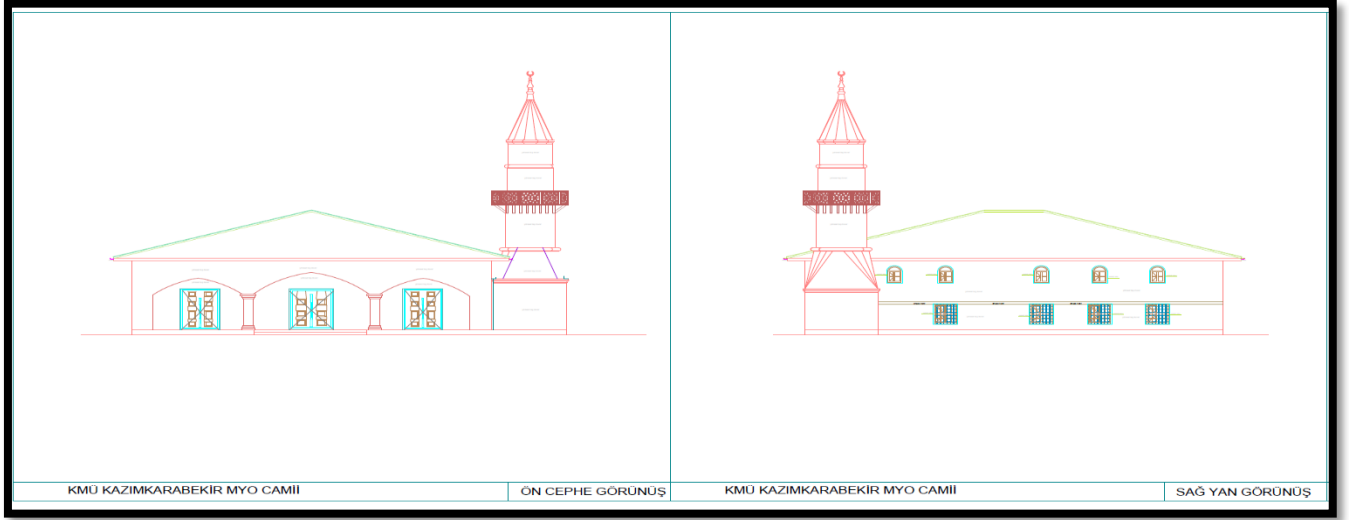 KMÜ KAZIMKARABEKİR MYO CAMİİ
ÖN CEPHE GÖRÜNÜŞ
KMÜ KAZIMKARABEKİR MYO CAMİİ
SAĞ YAN GÖRÜNÜŞ